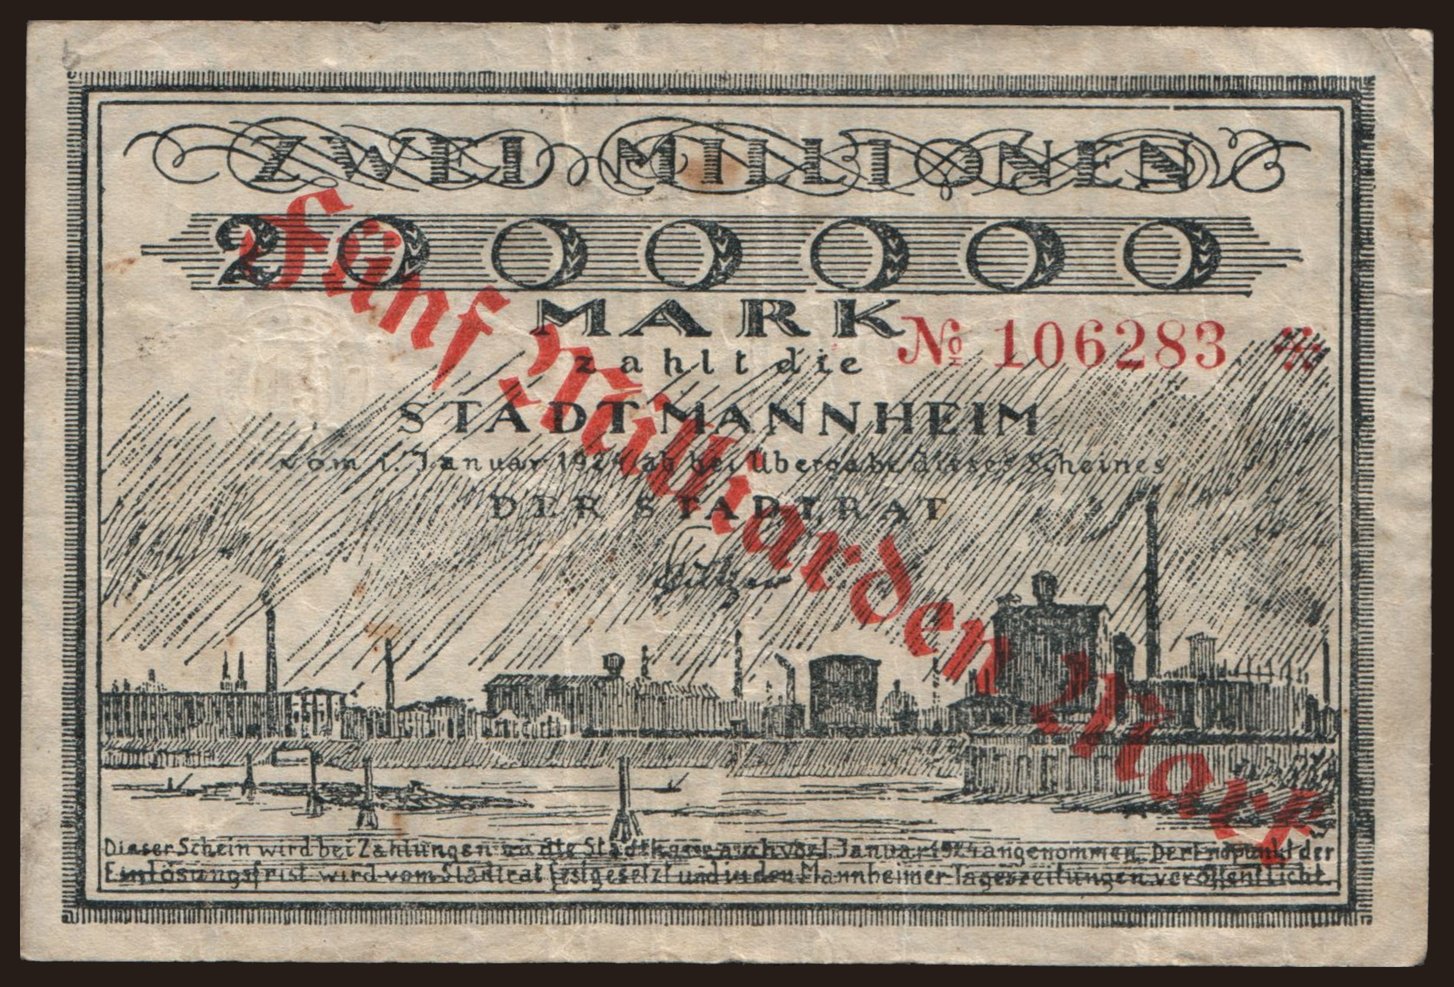 ZWEI MILLIONEN
2000000
MARK
№ 106283 *
zahlt die
STADT MANNHEIM
vom 1. Januar 1924 ab bei Übergabe dieses Scheines
DER STADTRAT
Fünf Milliarden Mark
Dieser Schein wird bei Zahlungen an die Stadtkasse auch vor 1. Januar 1924 angenommen. Der Endpunkt der
Einlösungsfrist wird vom Stadtrat festgesetzt und in den Mannheimer Tageszeitungen veröffentlicht.